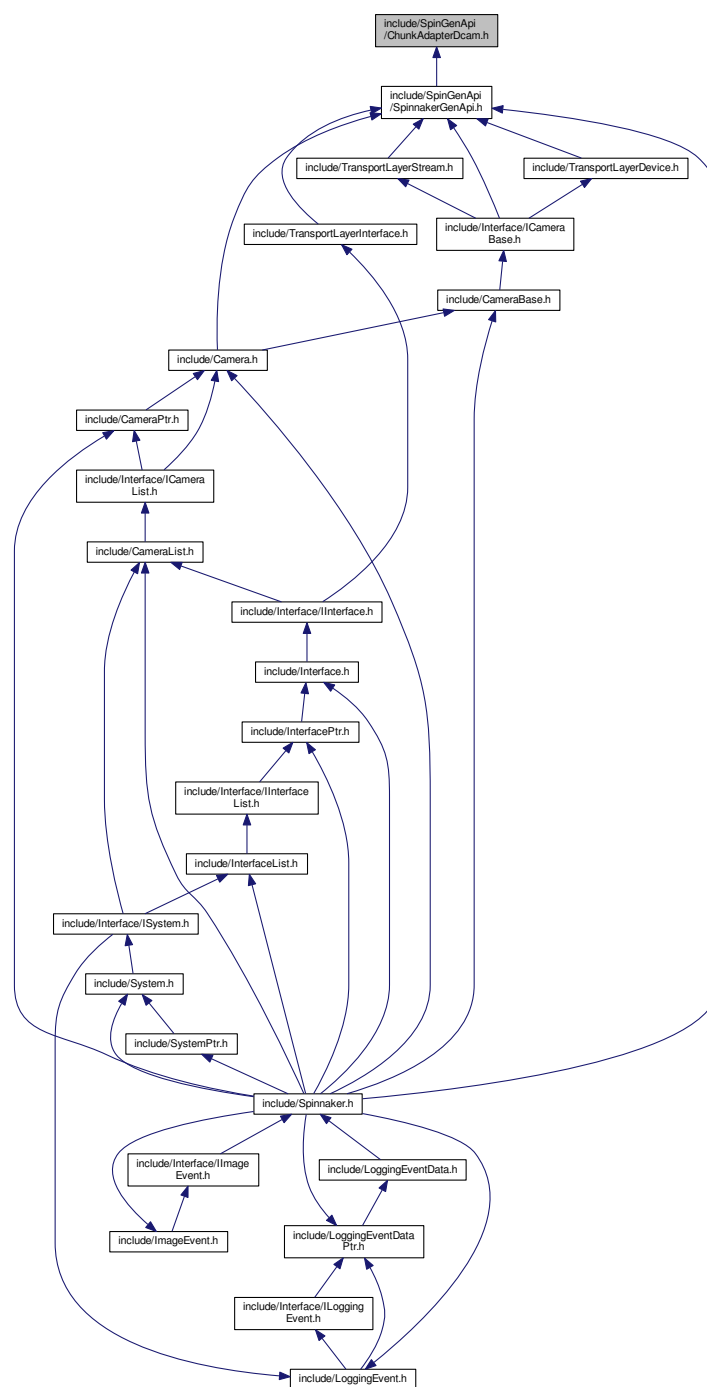 include/SpinGenApi
/ChunkAdapterDcam.h
include/SpinGenApi
/SpinnakerGenApi.h
include/TransportLayerStream.h
include/TransportLayerDevice.h
include/TransportLayerInterface.h
include/Interface/ICamera
Base.h
include/CameraBase.h
include/Camera.h
include/CameraPtr.h
include/Interface/ICamera
List.h
include/CameraList.h
include/Interface/IInterface.h
include/Interface.h
include/InterfacePtr.h
include/Interface/IInterface
List.h
include/InterfaceList.h
include/Interface/ISystem.h
include/System.h
include/SystemPtr.h
include/Spinnaker.h
include/Interface/IImage
Event.h
include/LoggingEventData.h
include/ImageEvent.h
include/LoggingEventData
Ptr.h
include/Interface/ILogging
Event.h
include/LoggingEvent.h